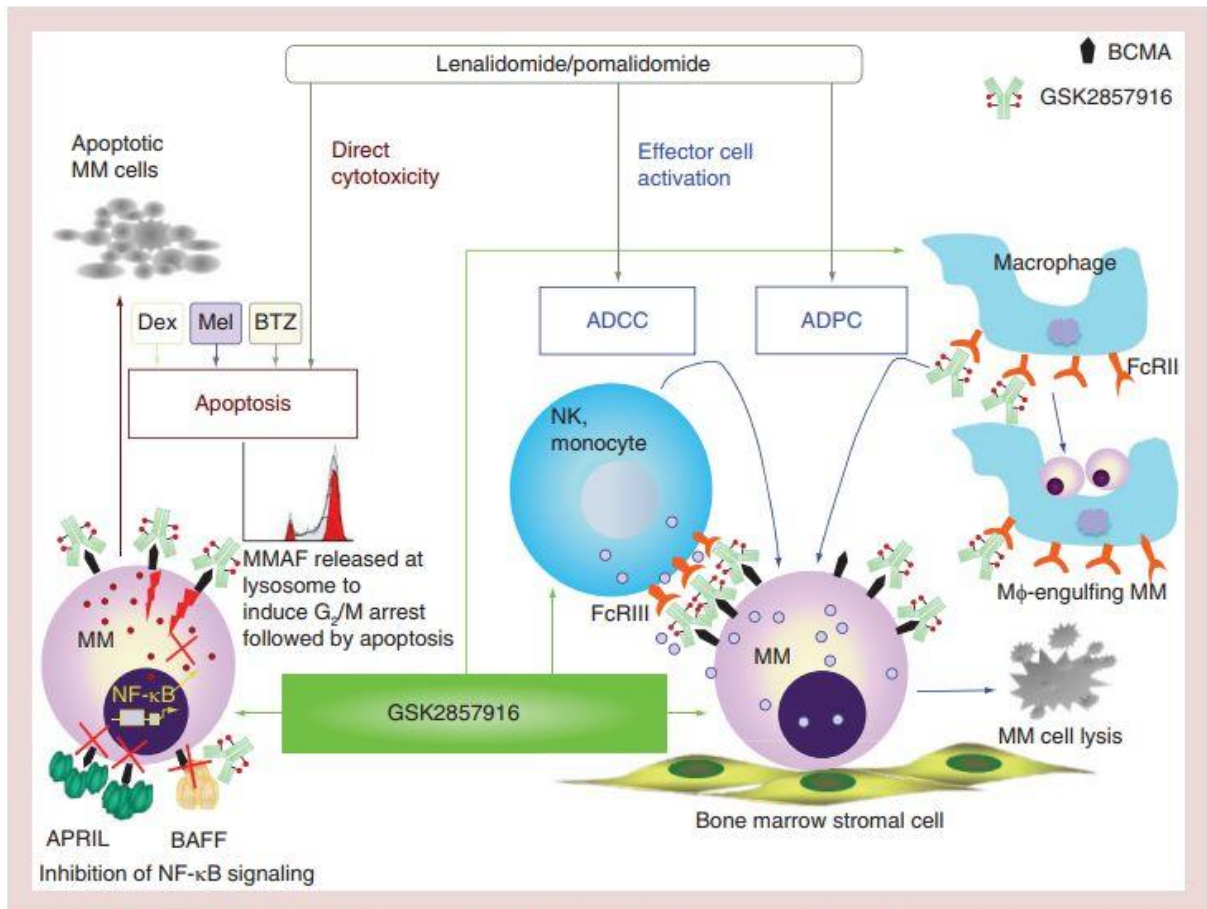 Lenalidomide/pomalidomide
BCMA
GSK2857916
Apoptotic
MM cells
Direct
cytotoxicity
Effector cell
activation
Macrophage
Dex
Mel
BTZ
ADCC
ADPC
FcRII
Apoptosis
NK,
monocyte
MMAF released at
lysosome to
induce G₂/M arrest
followed by apoptosis
MM
NF-κB
FcRIII
MM
Mϕ-engulfing MM
GSK2857916
MM cell lysis
APRIL
BAFF
Bone marrow stromal cell
Inhibition of NF-κB signaling